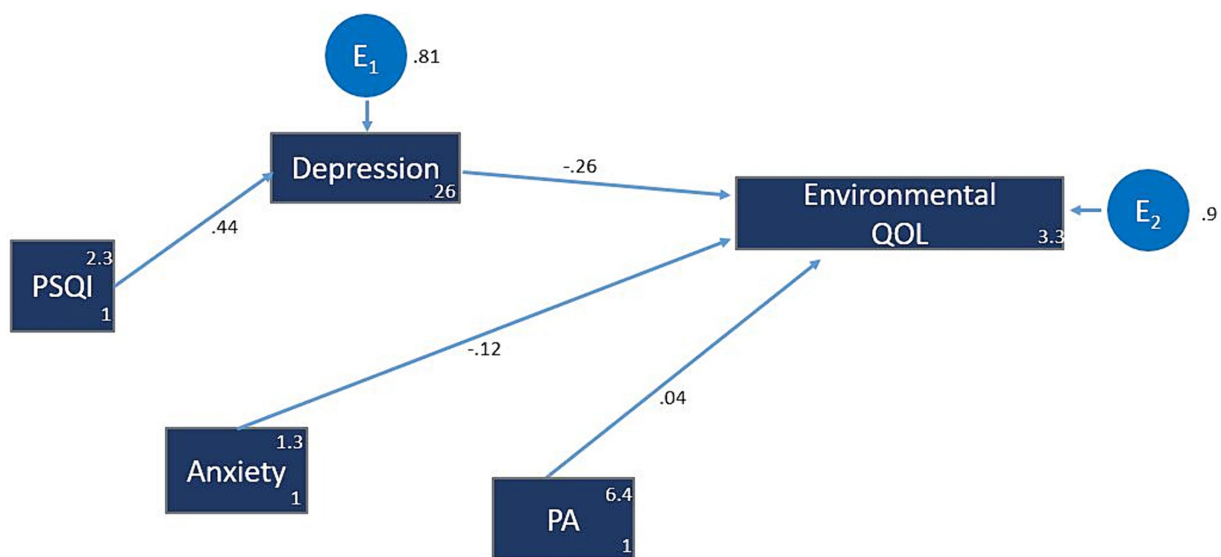 E1
.81
Depression
.26
-.26
Environmental
QOL
3.3
E2
.9
.44
2.3
PSQI
1
-.12
.04
1.3
Anxiety
1
6.4
PA
1